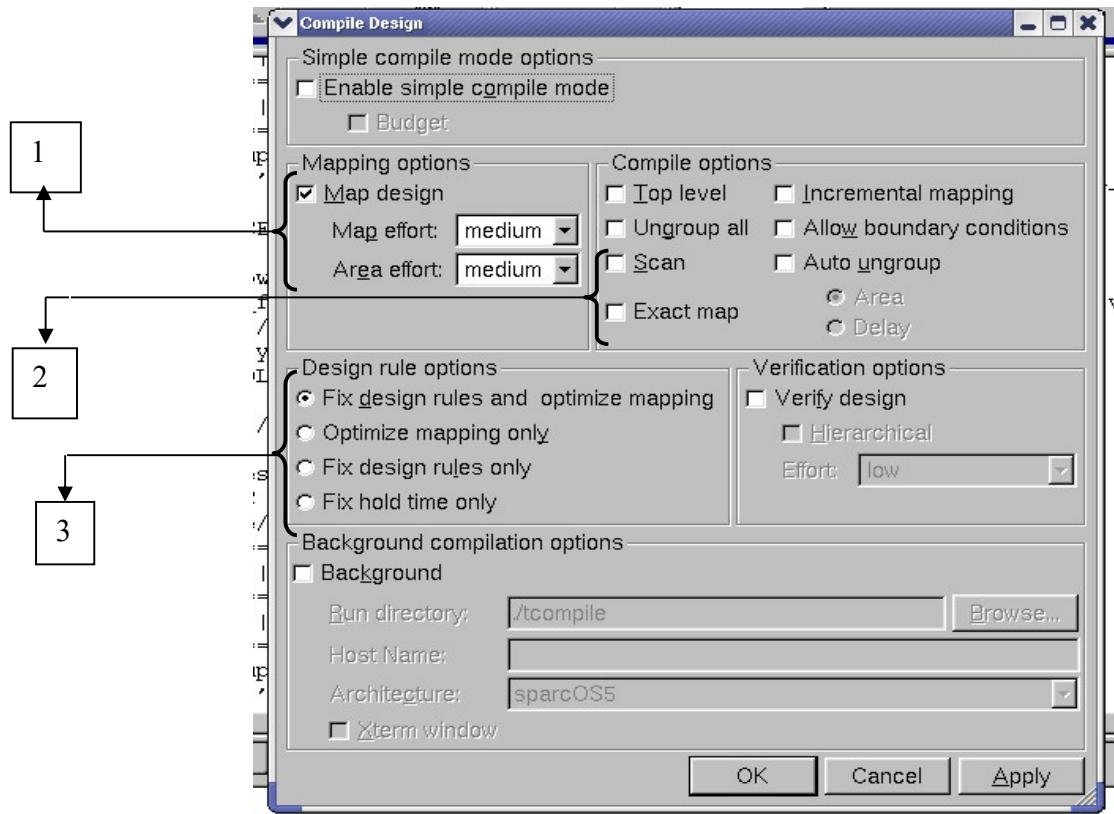 Compile Design
Simple compile mode options
Enable simple compile mode
Budget
1
Mapping options
Map design
Map effort: medium
Area effort: medium
Compile options
Top level
Incremental mapping
Ungroup all
Allow boundary conditions
Scan
Auto ungroup
Area
Exact map
Delay
2
Design rule options
Fix design rules and optimize mapping
Optimize mapping only
Fix design rules only
Fix hold time only
3
Verification options
Verify design
Hierarchical
Effort: low
Background compilation options
Background
Run directory: ./tcompile Browse...
Host Name:
Architecture: sparcOS5
Xterm window
OK Cancel Apply